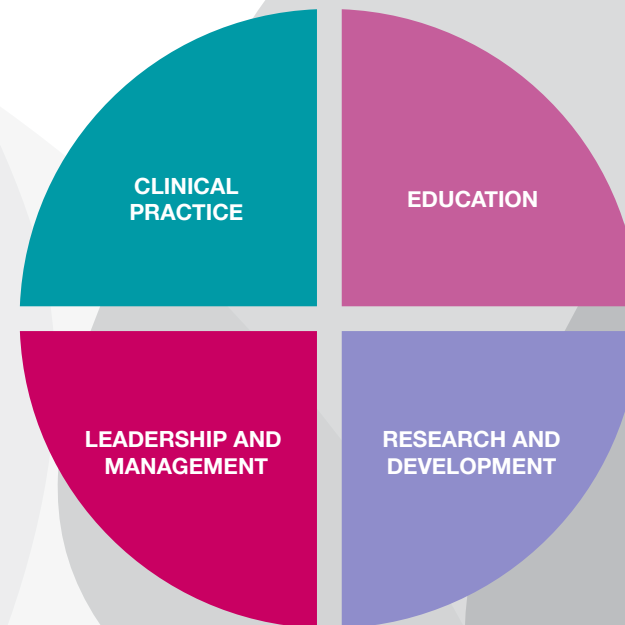 CLINICAL
PRACTICE
EDUCATION
LEADERSHIP AND
MANAGEMENT
RESEARCH AND
DEVELOPMENT